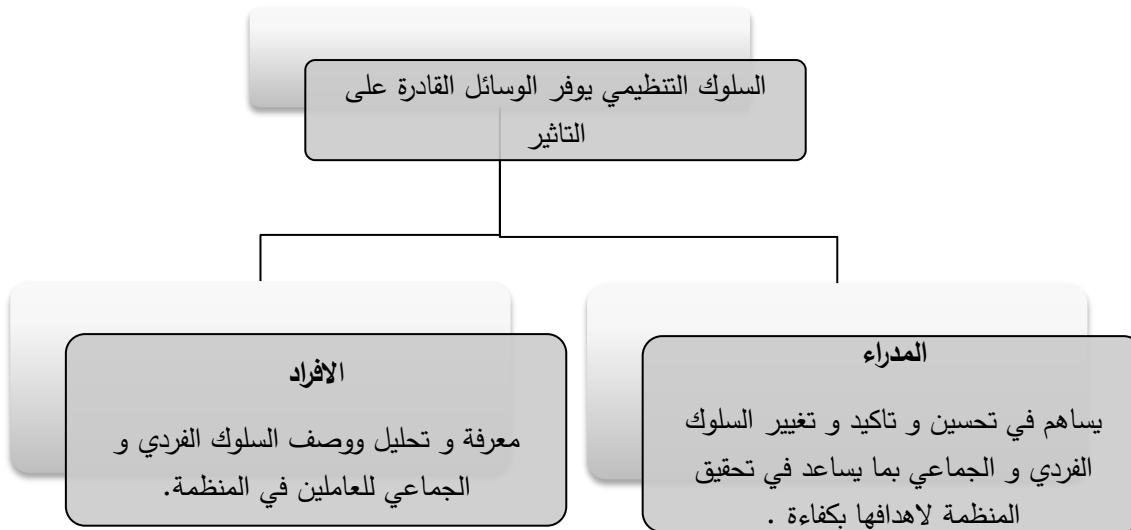 السلوك التنظيمي يوفر الوسائل القادرة على
التاثير
المدراء
يساهم في تحسين و تاكيد و تغيير السلوك
الفردي و الجماعي بما يساعد في تحقيق
المنظمة لاهدافها بكفاءة .
الافراد
معرفة و تحليل ووصف السلوك الفردي و
الجماعي للعاملين في المنظمة.